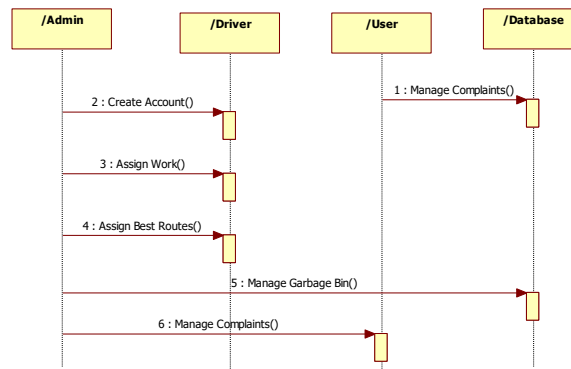 /Admin
/Driver
/User
/Database
1 : Manage Complaints()
2 : Create Account()
3 : Assign Work()
4 : Assign Best Routes()
5 : Manage Garbage Bin()
6 : Manage Complaints()